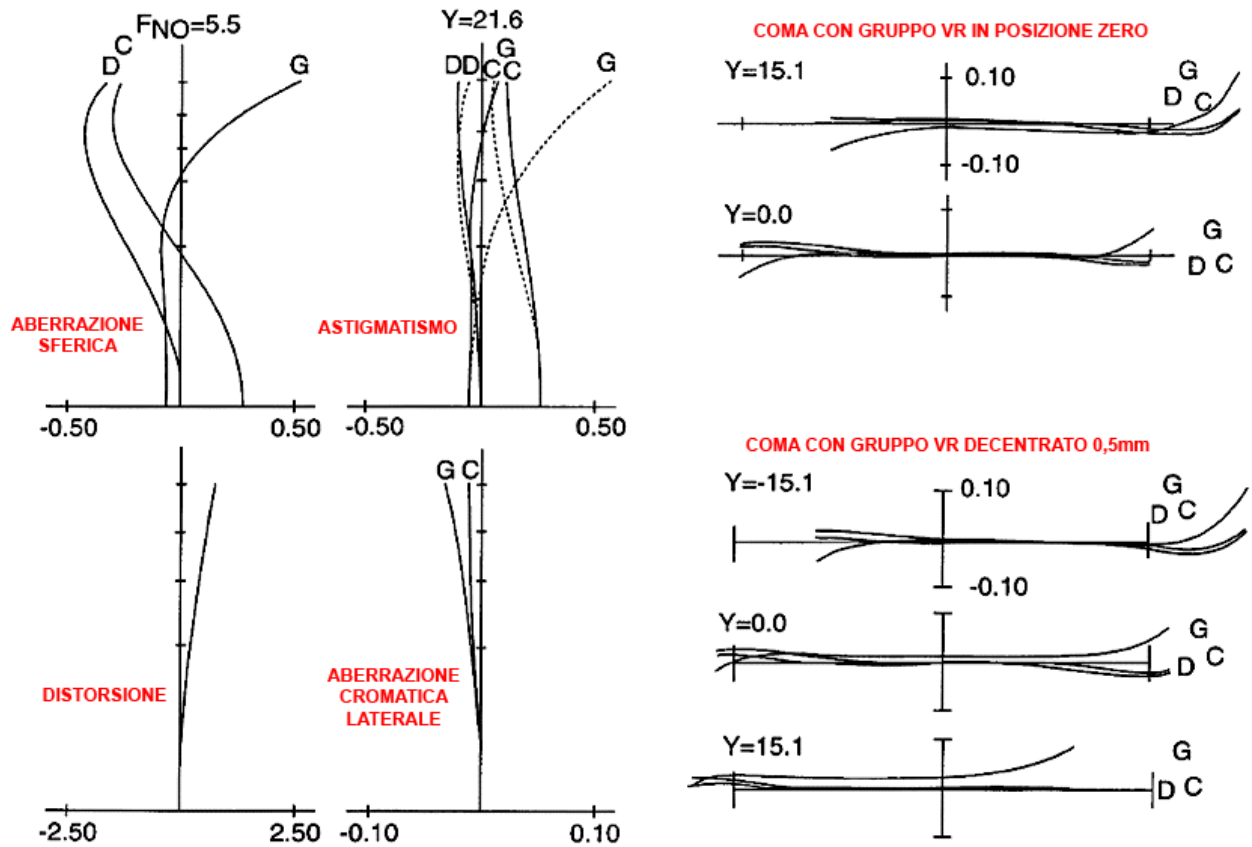 FNO=5.5
D C G
ABERRAZIONE
SFERICA
-0.50 0.50
Y=21.6
D D C G C G
ASTIGMATISMO
-0.50 0.50
DISTORSIONE
-2.50 2.50
G C
ABERRAZIONE
CROMATICA
LATERALE
-0.10 0.10
COMA CON GRUPPO VR IN POSIZIONE ZERO
Y=15.1
0.10
G
D C
-0.10
Y=0.0
G
D C
COMA CON GRUPPO VR DECENTRATO 0,5mm
Y=-15.1
0.10
G
D C
-0.10
Y=0.0
G
D C
Y=15.1
G
D C